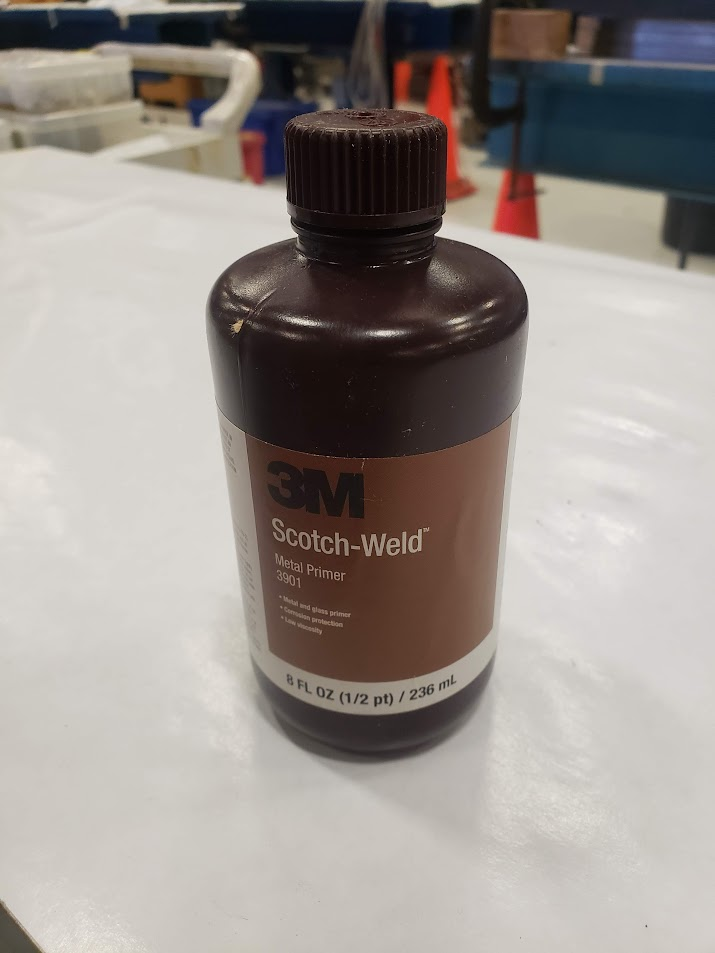 3M
Scotch-Weld™
Metal Primer
3901
• Metal and glass primer
• Corrosion protection
• Low viscosity
8 FL OZ (1/2 pt) / 236 mL